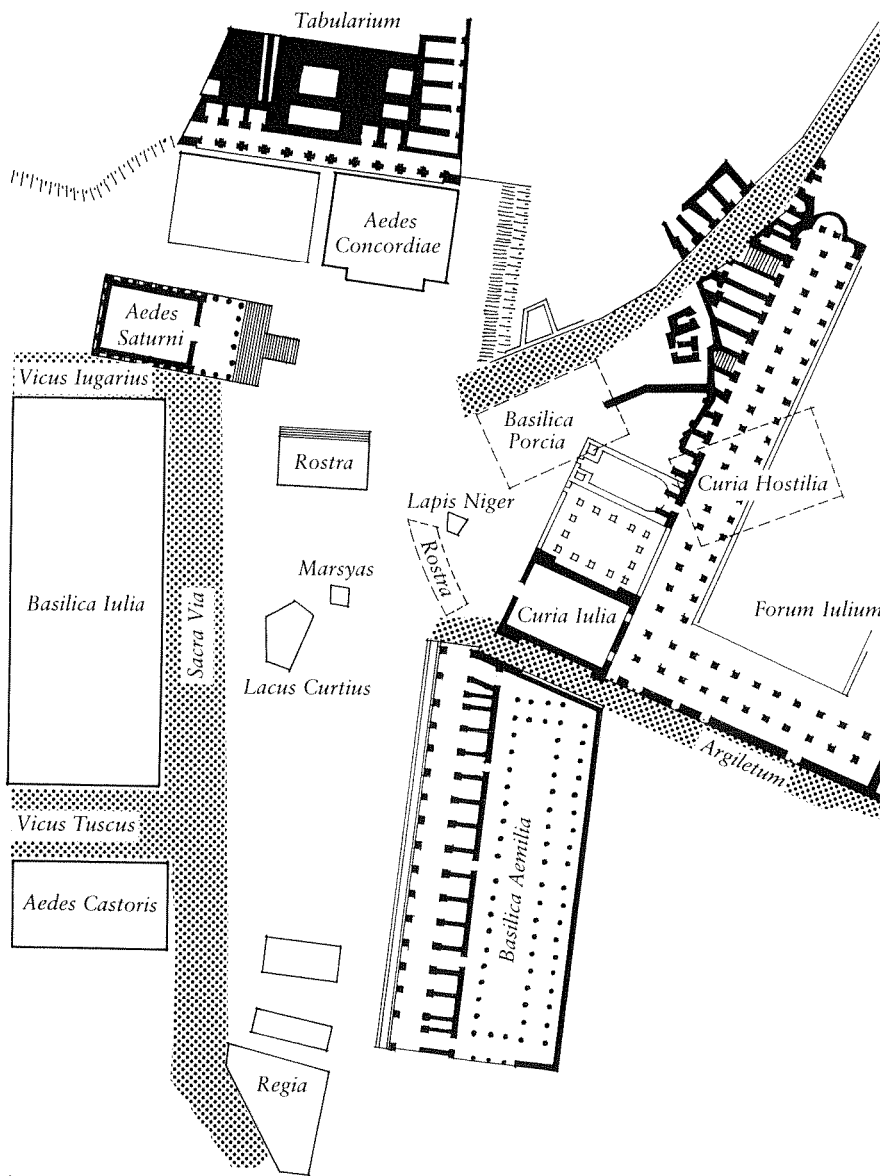 Tabularium
Aedes
Concordiae
Aedes
Saturni
Vicus Iugarius
Basilica
Porcia
Rostra
Curia Hostilia
Lapis Niger
Rostra
Marsyas
Basilica Iulia
Sacra Via
Curia Iulia
Forum Iulium
Lacus Curtius
Argiletum
Vicus Tuscus
Basilica Aemilia
Aedes Castoris
Regia